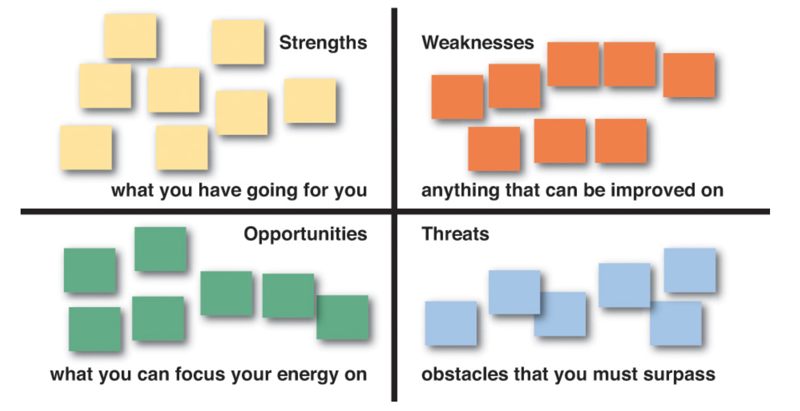 Strengths
what you have going for you
Weaknesses
anything that can be improved on
Opportunities
what you can focus your energy on
Threats
obstacles that you must surpass